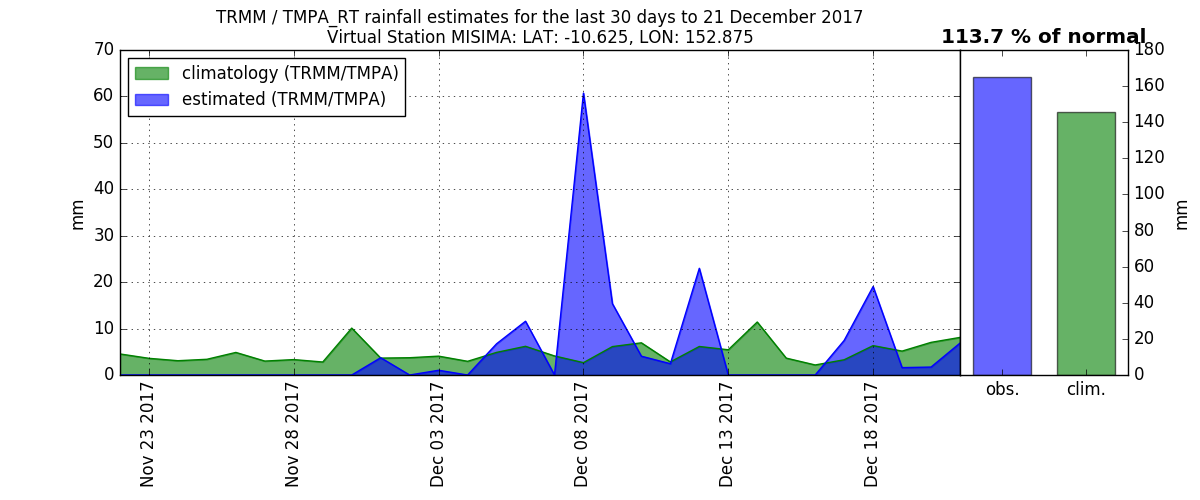 TRMM / TMPA_RT rainfall estimates for the last 30 days to 21 December 2017
Virtual Station MISIMA: LAT: -10.625, LON: 152.875
113.7 % of normal
climatology (TRMM/TMPA)
estimated (TRMM/TMPA)
70
60
50
40
30
20
10
0
mm
Nov 23 2017
Nov 28 2017
Dec 03 2017
Dec 08 2017
Dec 13 2017
Dec 18 2017
obs.
clim.
180
160
140
120
100
80
60
40
20
0
mm